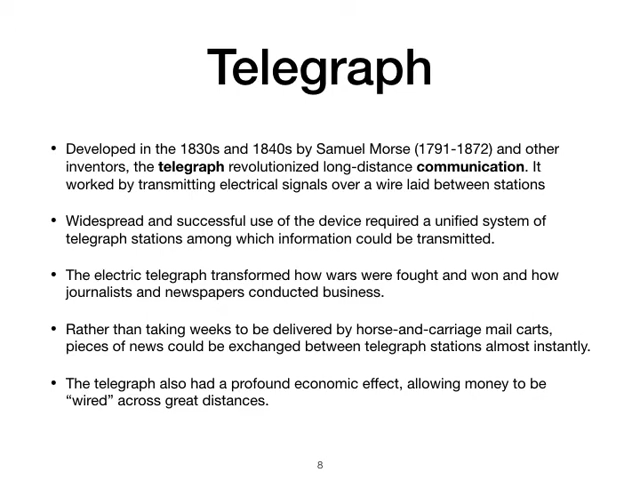 Telegraph
• Developed in the 1830s and 1840s by Samuel Morse (1791-1872) and other
inventors, the telegraph revolutionized long-distance communication. It
worked by transmitting electrical signals over a wire laid between stations
• Widespread and successful use of the device required a unified system of
telegraph stations among which information could be transmitted.
• The electric telegraph transformed how wars were fought and won and how
journalists and newspapers conducted business.
• Rather than taking weeks to be delivered by horse-and-carriage mail carts,
pieces of news could be exchanged between telegraph stations almost instantly.
• The telegraph also had a profound economic effect, allowing money to be
“wired” across great distances.
8